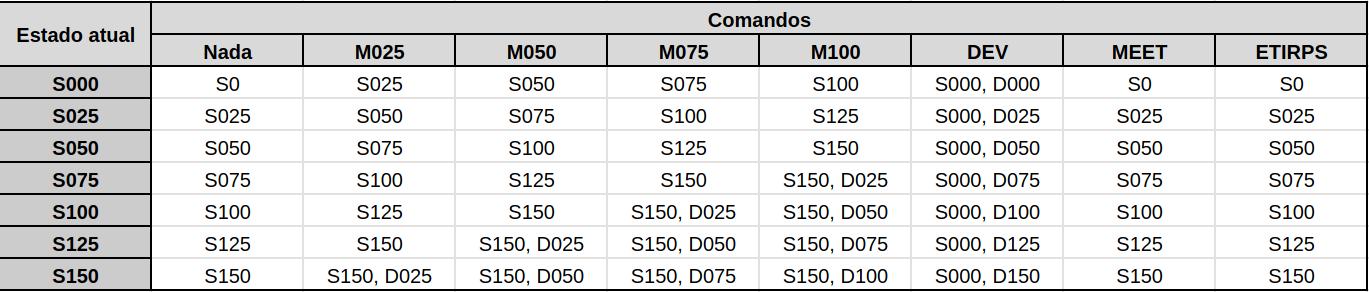 Comandos
Estado atual
Nada M025 M050 M075 M100 DEV MEET ETIRPS
S000 S0 S025 S050 S075 S100 S000, D000 S0 S0
S025 S025 S050 S075 S100 S125 S000, D025 S025 S025
S050 S050 S075 S100 S125 S150 S000, D050 S050 S050
S075 S075 S100 S125 S150 S150, D025 S000, D075 S075 S075
S100 S100 S125 S150 S150, D025 S150, D050 S000, D100 S100 S100
S125 S125 S150 S150, D025 S150, D050 S150, D075 S000, D125 S125 S125
S150 S150 S150, D025 S150, D050 S150, D075 S150, D100 S000, D150 S150 S150